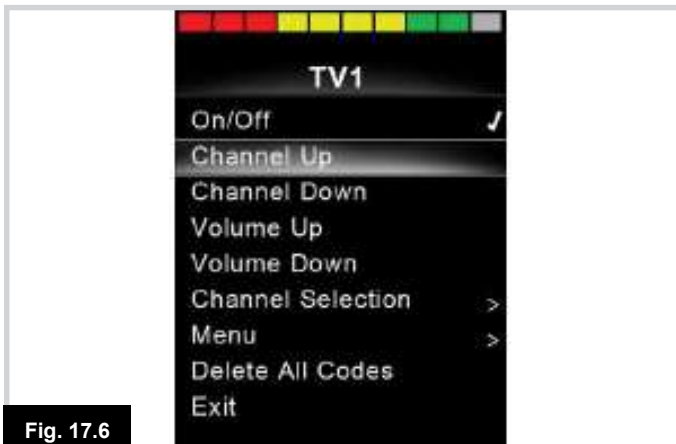 TV1
On/Off ✓
Channel Up
Channel Down
Volume Up
Volume Down
Channel Selection >
Menu >
Delete All Codes
Exit
Fig. 17.6